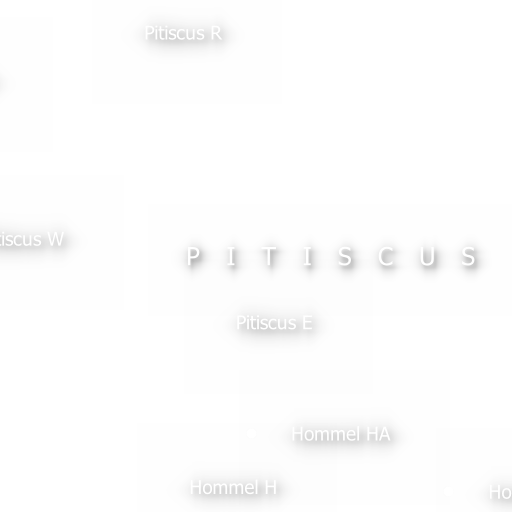 Pitiscus R
iscus W
P I T I S C U S
Pitiscus E
Hommel HA
Hommel H
Ho